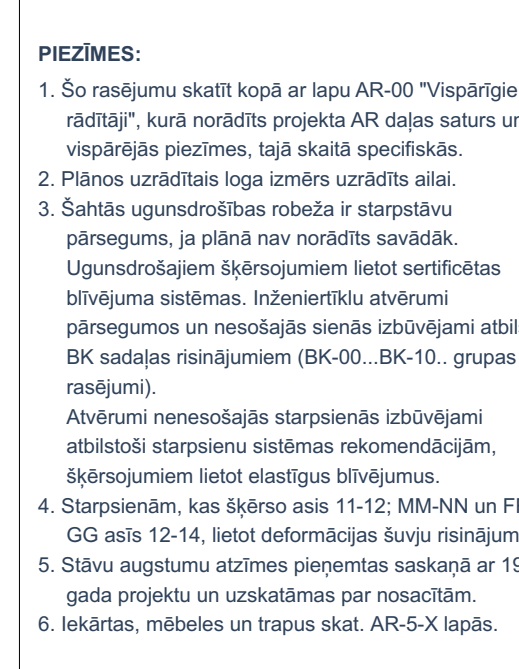 PIEZĪMES:
1. Šo rasējumu skatīt kopā ar lapu AR-00 "Vispārīgie
rādītāji", kurā norādīts projekta AR daļas saturs un
vispārējās piezīmes, tajā skaitā specifiskās.
2. Plānos uzrādītais loga izmērs uzrādīts ailai.
3. Šahtās ugunsdrošības robeža ir starpstāvu
pārsegums, ja plānā nav norādīts savādāk.
Ugunsdrošajiem šķērsojumiem lietot sertificētas
blīvējuma sistēmas. Inženiertīklu atvērumi
pārsegumos un nesošajās sienās izbūvējami
BK sadaļas risinājumiem (BK-00...BK-10.. grupas
rasējumi).
Atvērumi nenesošajās starpsienās izbūvējami
atbilstoši starpsienu sistēmas rekomendācijām,
šķērsojumiem lietot elastīgus blīvējumus.
4. Starpsienām, kas šķērso asis 11-12; MM-NN un
GG asīs 12-14, lietot deformācijas šuvju
5. Stāvu augstumu atzīmes pieņemtas saskaņā ar
gada projektu un uzskatāmas par nosacītām.
6. Iekārtas, mēbeles un trapus skat. AR-5-X lapās.